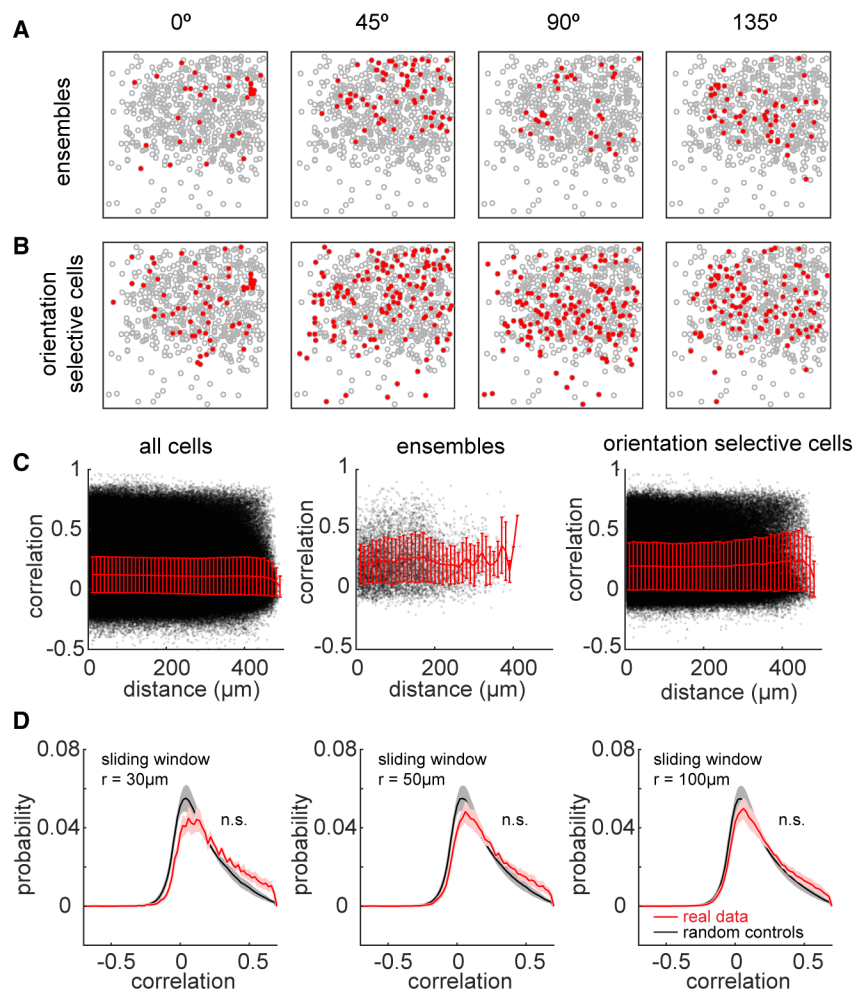 A
0º 45º 90º 135º
ensembles
B
orientation
selective cells
C
all cells ensembles orientation selective cells
1 1 1
0.5 0.5 0.5
0 0 0
-0.5 -0.5 -0.5
correlation correlation correlation
0 200 400 0 200 400 0 200 400
distance (µm) distance (µm) distance (µm)
D
0.08 0.08 0.08
0.04 0.04 0.04
0 0 0
probability probability probability
sliding window sliding window sliding window
r = 30µm r = 50µm r = 100µm
n.s. n.s. n.s.
real data
random controls
-0.5 0 0.5 -0.5 0 0.5 -0.5 0 0.5
correlation correlation correlation